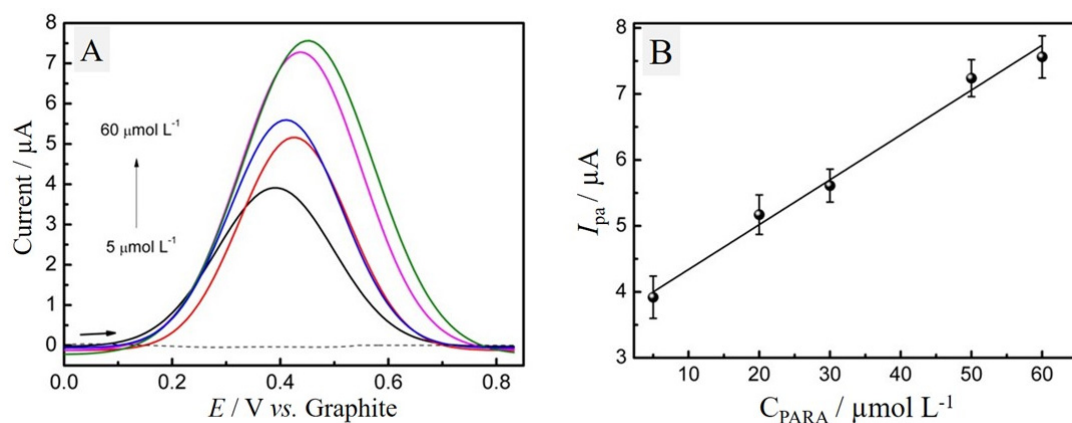 A
8
7
6
5
4
3
2
1
0
Current / μA
60 μmol L⁻¹
5 μmol L⁻¹
0.0 0.2 0.4 0.6 0.8
E / V vs. Graphite
B
8
7
6
5
4
3
Iₚₐ / μA
10 20 30 40 50 60
C_PARA / μmol L⁻¹